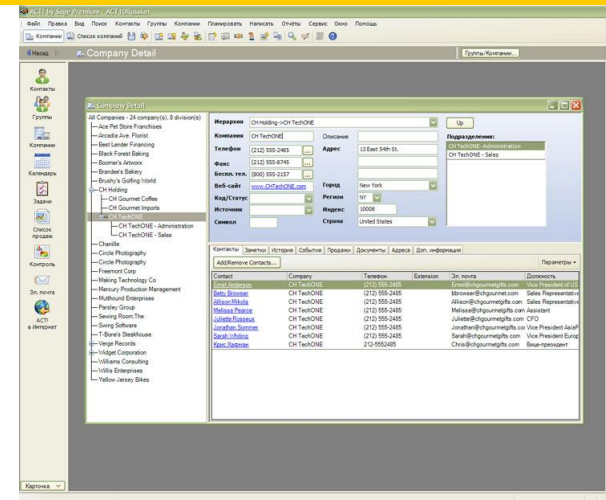 ACT! by Sage Premium - ACT10Russian
Файл Правка Вид Поиск Контакты Группы Компании Планировать Написать Отчёты Сервис Окно Помощь
Компании Список компаний
Назад Company Detail Группы/Компании...
Контакты
Группы
Компании
Календарь
Задачи
Список продаж
Контроль
Эл. почта
ACT! в Интернет
Карточка
Company Detail
All Companies - 24 company(s), 8 division(s)
Ace Pet Store Franchises
Arcadia Ave. Florist
Best Lender Financing
Black Forest Baking
Boomer's Artworx
Brandee's Bakery
Brushy's Golfing World
CH Holding
CH Gourmet Coffee
CH Gourmet Imports
CH TechONE
CH TechONE - Administration
CH TechONE - Sales
Chanille
Circle Photography
Circle Photography
Freemont Corp
Making Technology Co
Mercury Production Management
Mutthound Enterprises
Parsley Group
Sewing Room;The
Swing Software
T-Bone's Steakhouse
Verge Records
Widget Corporation
Williams Consulting
Willis Enterprises
Yellow Jersey Bikes
Иерархия CH Holding->CH TechONE Up
Компания CH TechONE Описание Подразделения:
Телефон (212) 555-2485 ... Адрес 13 East 54th St. CH TechONE- Administration
CH TechONE - Sales
Факс (212) 555-6745 ...
Беспл. тел. (800) 555-2157 ...
Веб-сайт www.CHTechONE.com Город New York
Код/Статус Регион NY
Источник Индекс 10008
Символ Страна United States
Контакты Заметки История События Продажи Документы Адреса Доп. информация
Add/Remove Contacts... Параметры
Contact Company Телефон Extension Эл. почта Должность
Ernst Anderson CH TechONE (212) 555-2485 Ernst@chgourmetgifts.com Vice President of US
Betty Browser CH TechONE (212) 555-2485 bbrowser@chgourmetgifts.com Sales Representative
Allison Mikola CH TechONE (212) 555-2485 Allison@chgourmetgifts.com Sales Representative
Melissa Pearce CH TechONE (212) 555-2485 Melissa@chgourmetgifts.com Assistant
Juliette Rosseux CH TechONE (212) 555-2485 Juliette@chgourmetgifts.com CFO
Jonathan Sommer CH TechONE (212) 555-2485 Jonathan@chgourmetgifts.com Vice President AsiaP
Sarah Whiting CH TechONE (212) 555-2485 Sarah@chgourmetgifts.com Vice President Europ
Крис Хафман CH TechONE 212-5552485 Chris@chgourmetgifts.com Вице-президент